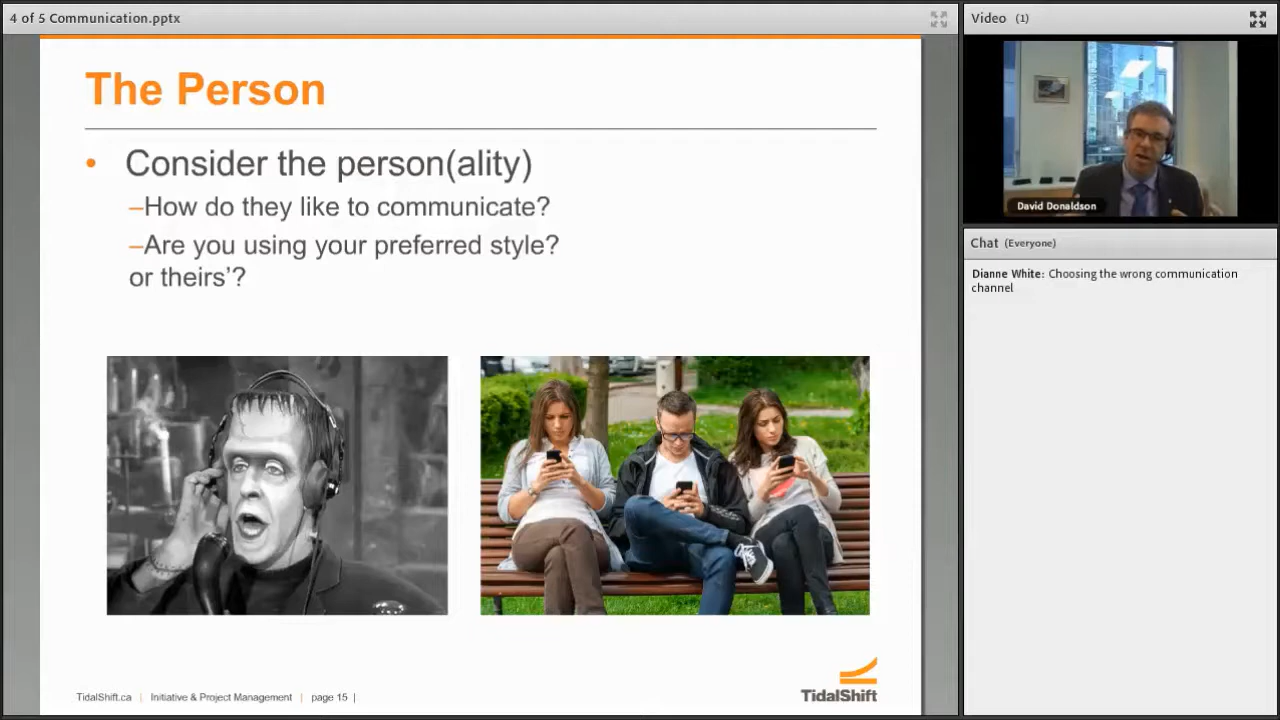 4 of 5 Communication.pptx
The Person
• Consider the person(ality)
–How do they like to communicate?
–Are you using your preferred style?
or theirs’?
TidalShift.ca | Initiative & Project Management | page 15 |
TidalShift
Video (1)
David Donaldson
Chat (Everyone)
Dianne White: Choosing the wrong communication
channel